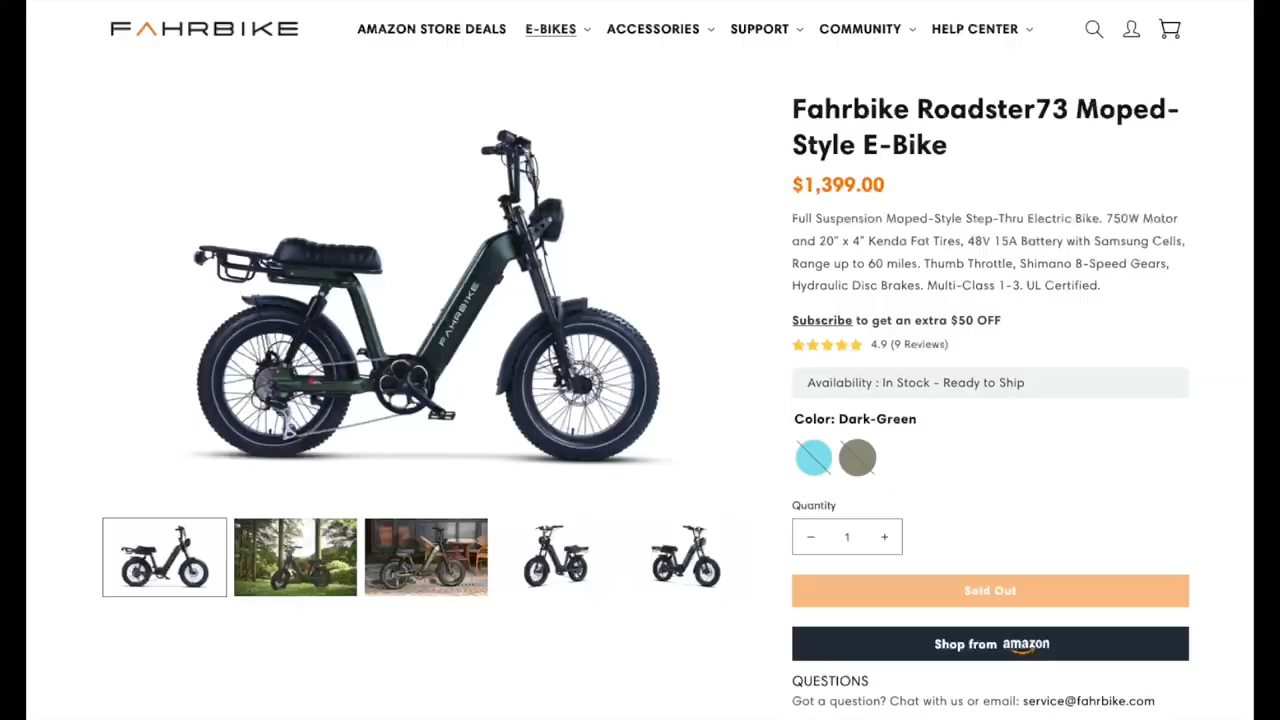 FAHRBIKE
AMAZON STORE DEALS E-BIKES ACCESSORIES SUPPORT COMMUNITY HELP CENTER
Fahrbike Roadster73 Moped-
Style E-Bike
$1,399.00
Full Suspension Moped-Style Step-Thru Electric Bike. 750W Motor
and 20" x 4" Kenda Fat Tires, 48V 15A Battery with Samsung Cells,
Range up to 60 miles. Thumb Throttle, Shimano 8-Speed Gears,
Hydraulic Disc Brakes. Multi-Class 1-3. UL Certified.
Subscribe to get an extra $50 OFF
4.9 (9 Reviews)
Availability : In Stock - Ready to Ship
Color: Dark-Green
Quantity
− 1 +
Sold Out
Shop from amazon
QUESTIONS
Got a question? Chat with us or email: service@fahrbike.com
FAHRBIKE